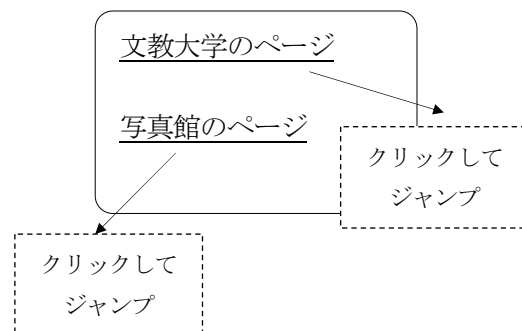 文教大学のページ
写真館のページ
クリックして
ジャンプ
クリックして
ジャンプ